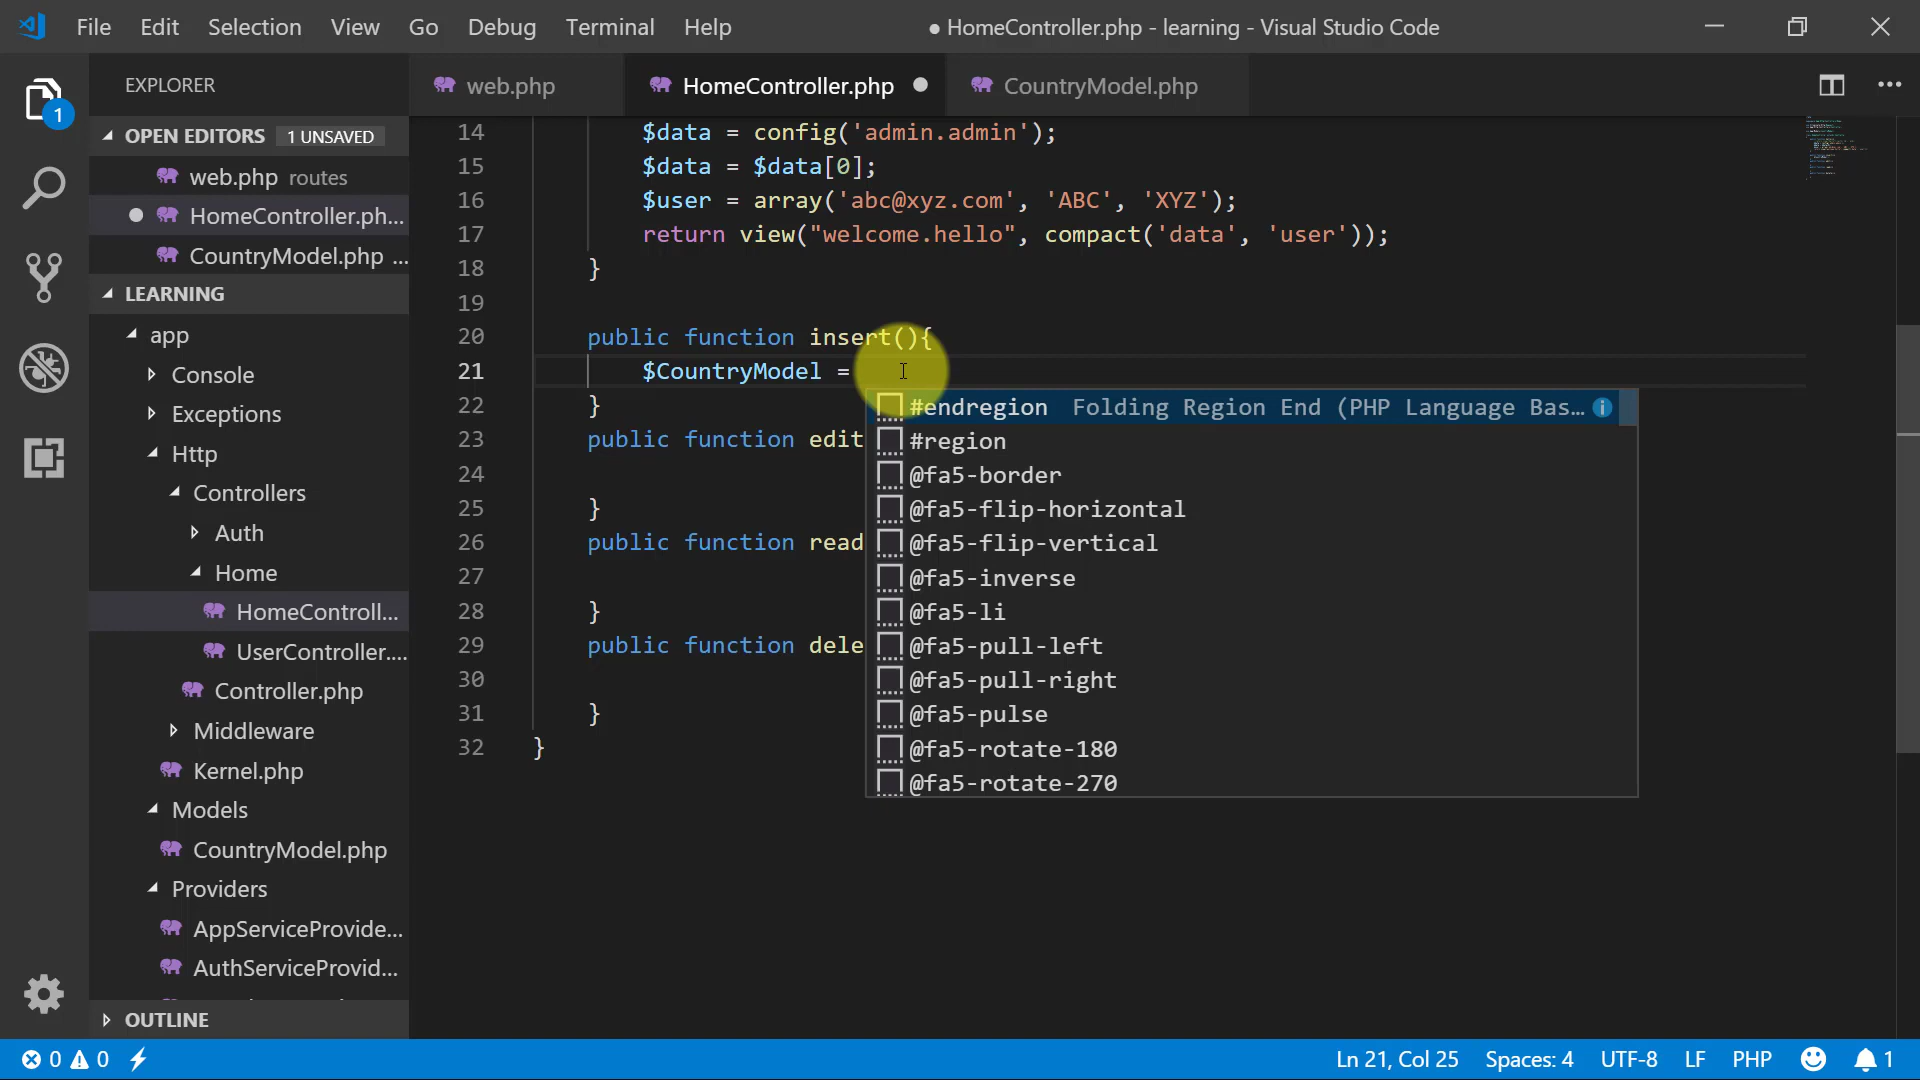 File Edit Selection View Go Debug Terminal Help
● HomeController.php - learning - Visual Studio Code
EXPLORER
web.php
HomeController.php
CountryModel.php
OPEN EDITORS 1 UNSAVED
web.php routes
HomeController.ph...
CountryModel.php ...
LEARNING
app
Console
Exceptions
Http
Controllers
Auth
Home
HomeControll...
UserController....
Controller.php
Middleware
Kernel.php
Models
CountryModel.php
Providers
AppServiceProvide...
AuthServiceProvid...
OUTLINE
1
14 $data = config('admin.admin');
15 $data = $data[0];
16 $user = array('abc@xyz.com', 'ABC', 'XYZ');
17 return view("welcome.hello", compact('data', 'user'));
18 }
19
20 public function insert(){
21 $CountryModel =
22 }
23 public function edit
24
25 }
26 public function read
27
28 }
29 public function dele
30
31 }
32 }
#endregion Folding Region End (PHP Language Bas...
#region
@fa5-border
@fa5-flip-horizontal
@fa5-flip-vertical
@fa5-inverse
@fa5-li
@fa5-pull-left
@fa5-pull-right
@fa5-pulse
@fa5-rotate-180
@fa5-rotate-270
0 0
Ln 21, Col 25 Spaces: 4 UTF-8 LF PHP 1